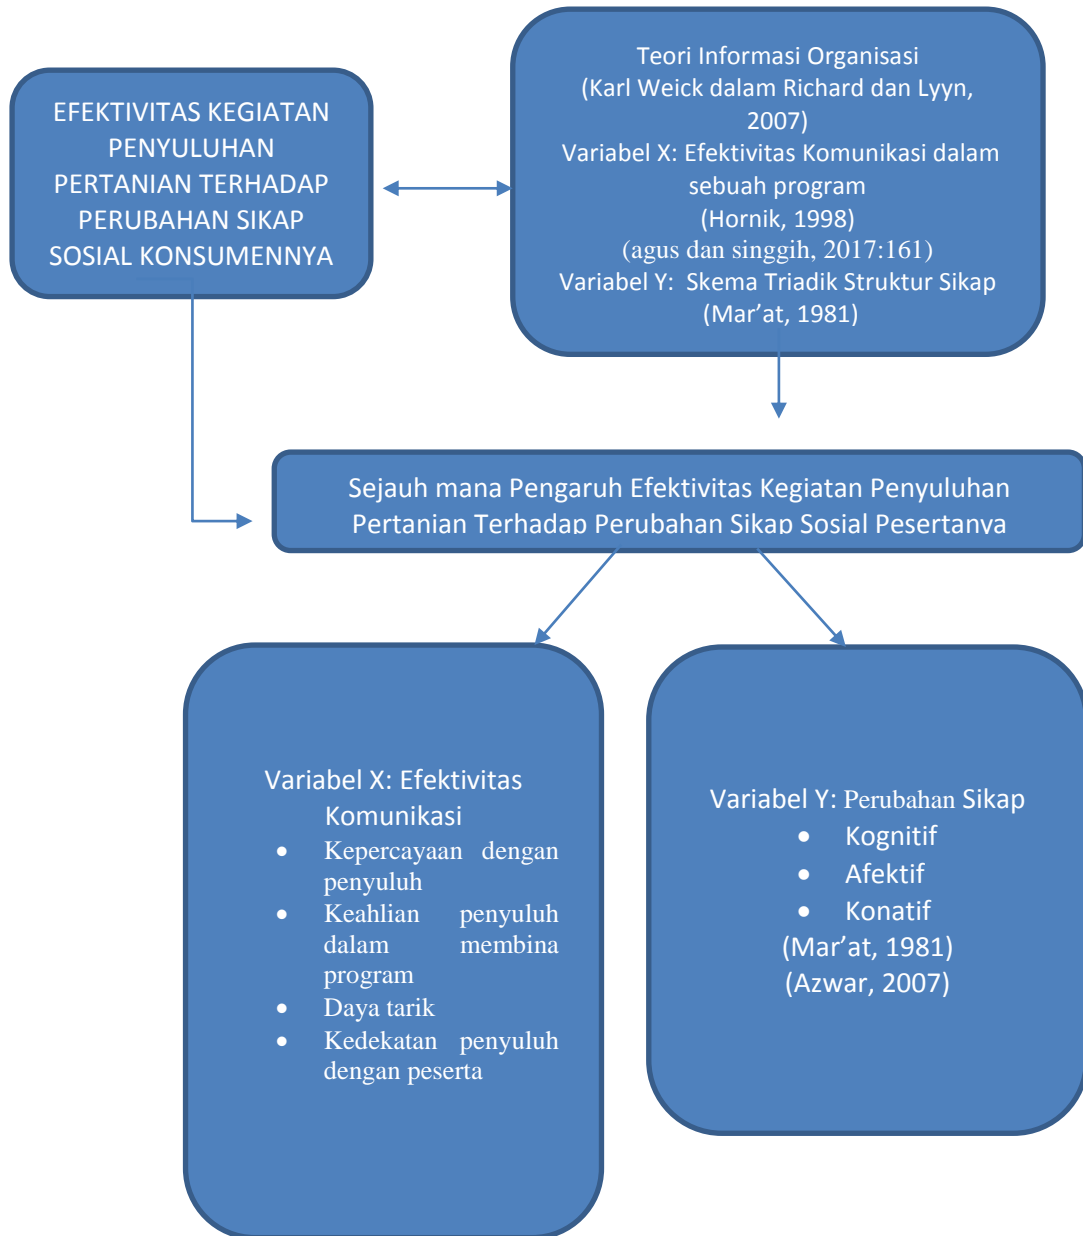 EFEKTIVITAS KEGIATAN
PENYULUHAN
PERTANIAN TERHADAP
PERUBAHAN SIKAP
SOSIAL KONSUMENNYA
Teori Informasi Organisasi
(Karl Weick dalam Richard dan Lyyn,
2007)
Variabel X: Efektivitas Komunikasi dalam
sebuah program
(Hornik, 1998)
(agus dan singgih, 2017:161)
Variabel Y: Skema Triadik Struktur Sikap
(Mar’at, 1981)
Sejauh mana Pengaruh Efektivitas Kegiatan Penyuluhan
Pertanian Terhadap Perubahan Sikap Sosial Pesertanya
Variabel X: Efektivitas
Komunikasi
• Kepercayaan dengan
penyuluh
• Keahlian penyuluh
dalam membina
program
• Daya tarik
• Kedekatan penyuluh
dengan peserta
Variabel Y: Perubahan Sikap
• Kognitif
• Afektif
• Konatif
(Mar’at, 1981)
(Azwar, 2007)